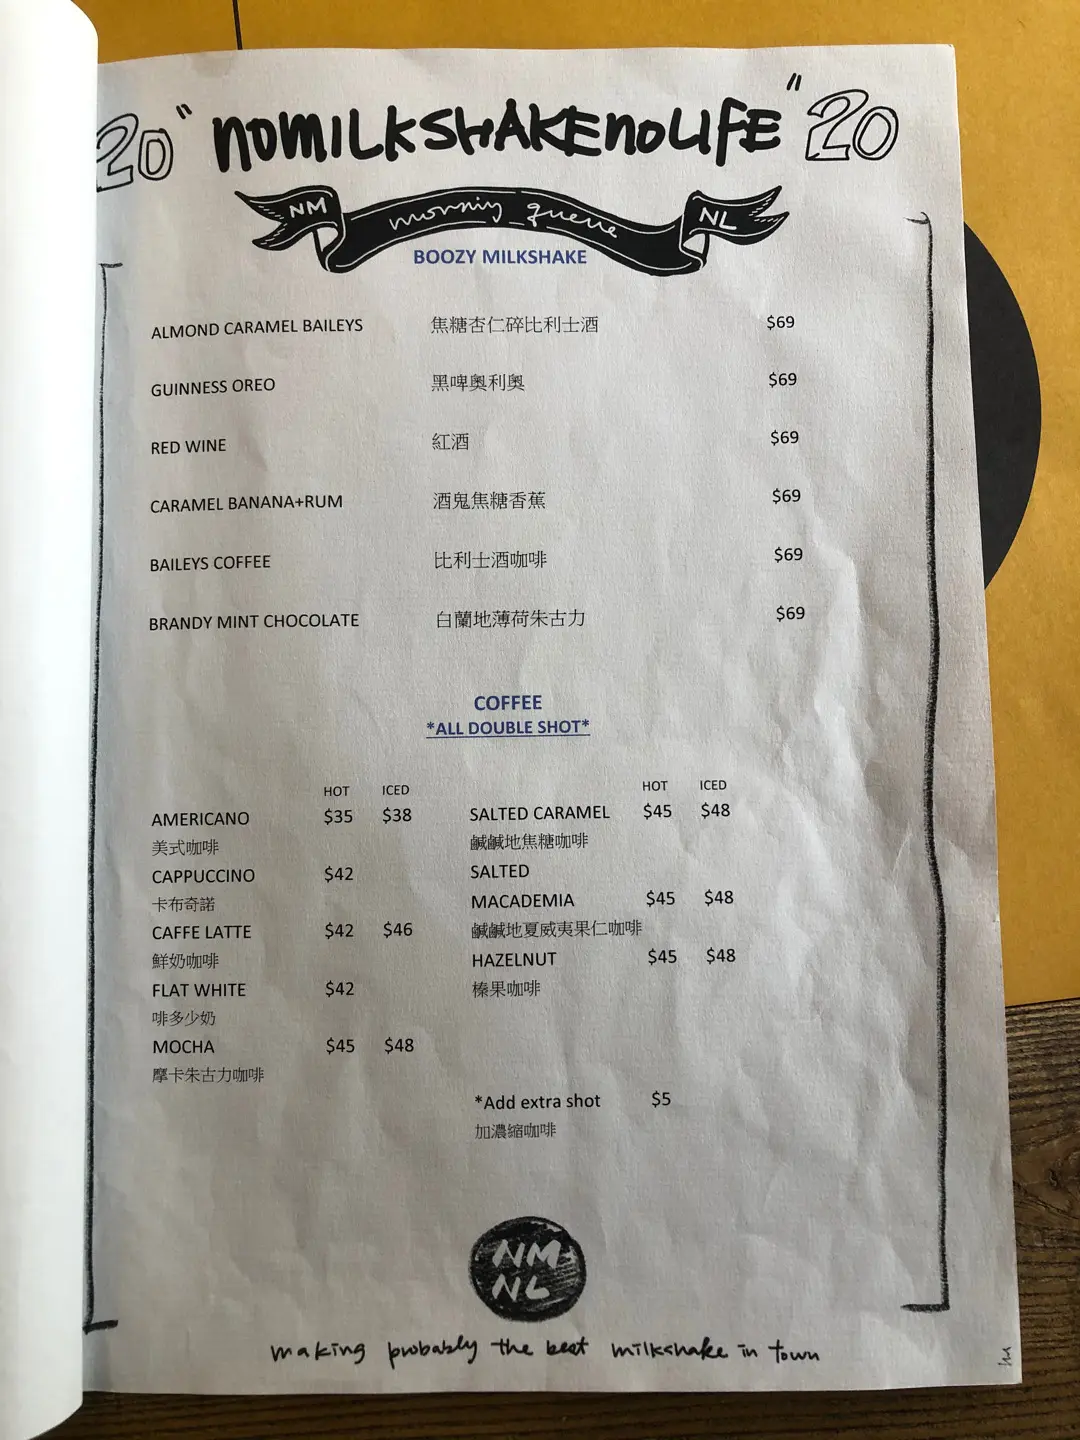 20 "NOMILKSHAKENOLIFE" 20
NM morning queue NL
BOOZY MILKSHAKE
ALMOND CARAMEL BAILEYS 焦糖杏仁碎比利士酒 $69
GUINNESS OREO 黑啤奧利奧 $69
RED WINE 紅酒 $69
CARAMEL BANANA+RUM 酒鬼焦糖香蕉 $69
BAILEYS COFFEE 比利士酒咖啡 $69
BRANDY MINT CHOCOLATE 白蘭地薄荷朱古力 $69
COFFEE
*ALL DOUBLE SHOT*
HOT ICED
AMERICANO $35 $38
美式咖啡
CAPPUCCINO $42
卡布奇諾
CAFFE LATTE $42 $46
鮮奶咖啡
FLAT WHITE $42
啡多少奶
MOCHA $45 $48
摩卡朱古力咖啡
HOT ICED
SALTED CARAMEL $45 $48
鹹鹹地焦糖咖啡
SALTED
MACADEMIA $45 $48
鹹鹹地夏威夷果仁咖啡
HAZELNUT $45 $48
榛果咖啡
*Add extra shot $5
加濃縮咖啡
NM
NL
making probably the best milkshake in town